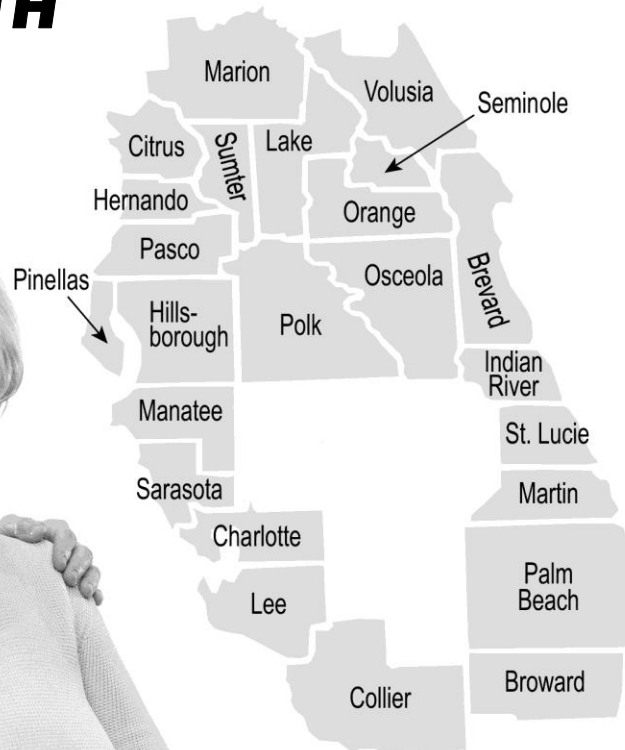 Marion
Volusia
Seminole
Citrus
Sumter
Lake
Hernando
Orange
Pasco
Osceola
Brevard
Pinellas
Hills-
borough
Polk
Indian
River
Manatee
St. Lucie
Sarasota
Martin
Charlotte
Palm
Beach
Lee
Collier
Broward